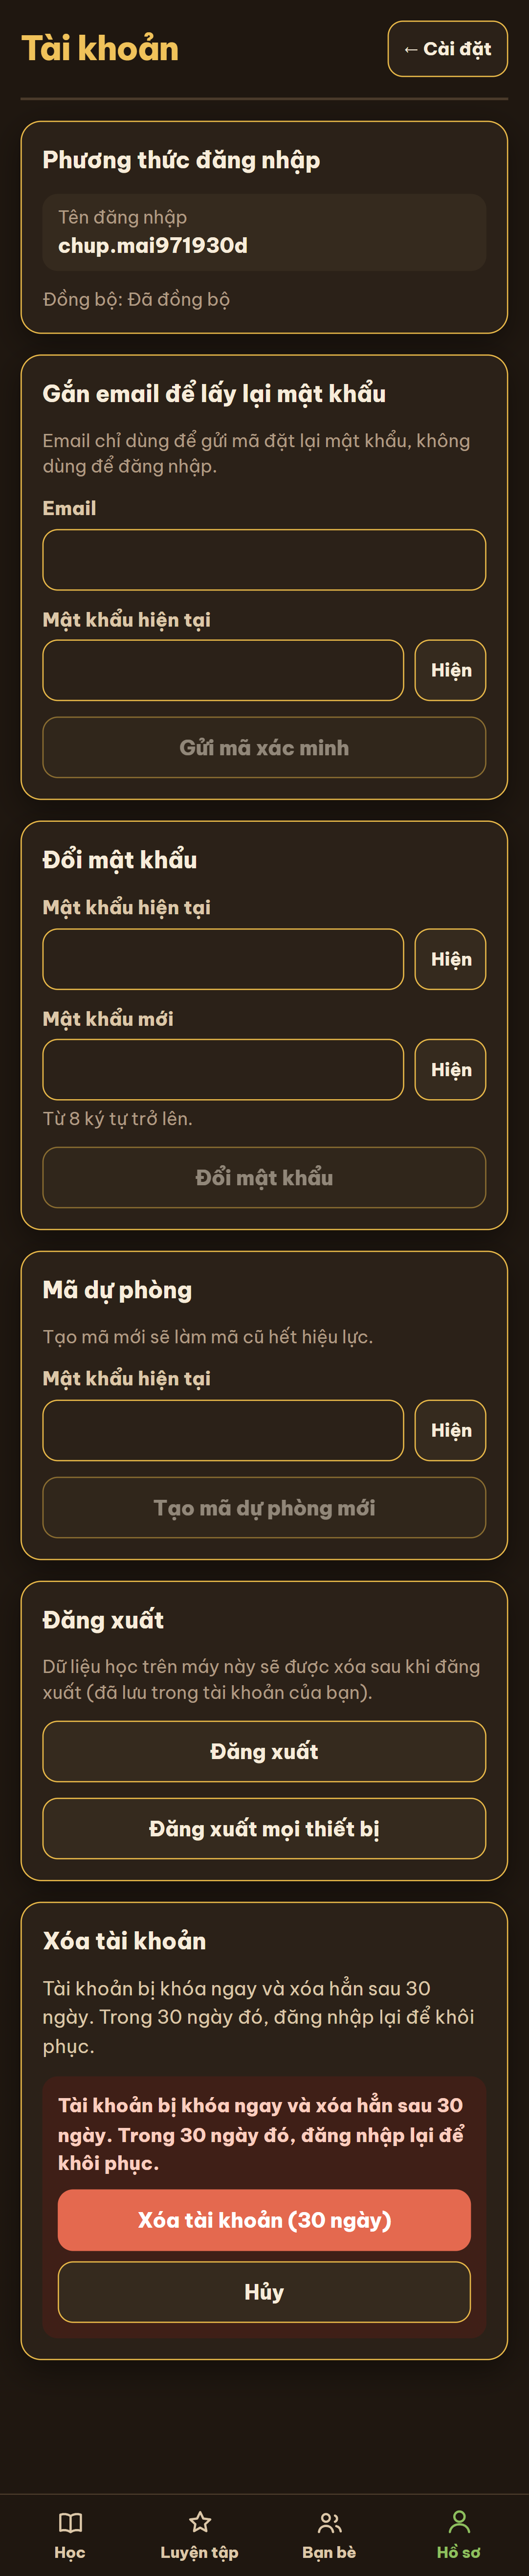 Tài khoản
← Cài đặt
Phương thức đăng nhập
Tên đăng nhập
chup.mai971930d
Đồng bộ: Đã đồng bộ
Gắn email để lấy lại mật khẩu
Email chỉ dùng để gửi mã đặt lại mật khẩu, không
dùng để đăng nhập.
Email
Mật khẩu hiện tại
Hiện
Gửi mã xác minh
Đổi mật khẩu
Mật khẩu hiện tại
Hiện
Mật khẩu mới
Hiện
Từ 8 ký tự trở lên.
Đổi mật khẩu
Mã dự phòng
Tạo mã mới sẽ làm mã cũ hết hiệu lực.
Mật khẩu hiện tại
Hiện
Tạo mã dự phòng mới
Đăng xuất
Dữ liệu học trên máy này sẽ được xóa sau khi đăng
xuất (đã lưu trong tài khoản của bạn).
Đăng xuất
Đăng xuất mọi thiết bị
Xóa tài khoản
Tài khoản bị khóa ngay và xóa hẳn sau 30
ngày. Trong 30 ngày đó, đăng nhập lại để khôi
phục.
Tài khoản bị khóa ngay và xóa hẳn sau 30
ngày. Trong 30 ngày đó, đăng nhập lại để
khôi phục.
Xóa tài khoản (30 ngày)
Hủy
Học
Luyện tập
Bạn bè
Hồ sơ